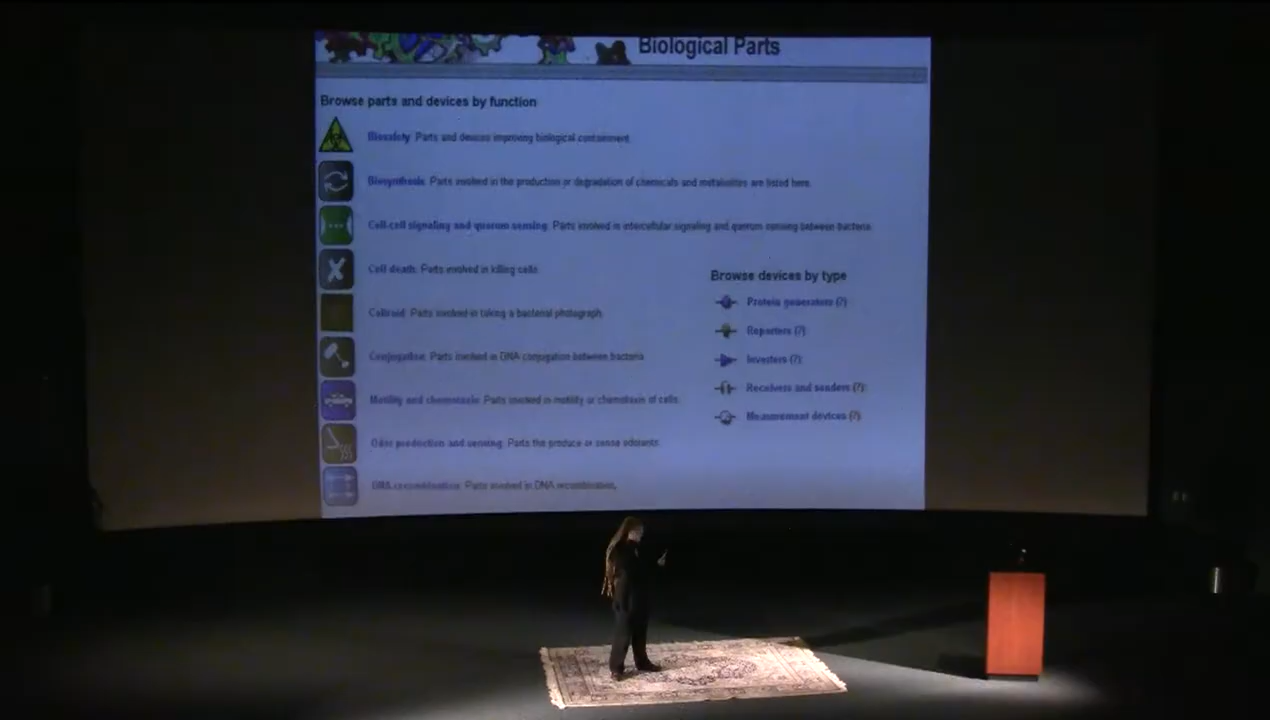 Biological Parts
Browse parts and devices by function
Biosafety: Parts and devices improving biological containment.
Biosynthesis: Parts involved in the production or degradation of chemicals and metabolites are listed here.
Cell-cell signaling and quorum sensing: Parts involved in intercellular signaling and quorum sensing between bacteria.
Cell death: Parts involved in killing cells.
Coliroid: Parts involved in taking a bacterial photograph.
Conjugation: Parts involved in DNA conjugation between bacteria.
Motility and chemotaxis: Parts involved in motility or chemotaxis of cells.
Odor production and sensing: Parts the produce or sense odorants.
DNA recombination: Parts involved in DNA recombination.
Browse devices by type
Protein generators (?)
Reporters (?)
Inverters (?)
Receivers and senders (?)
Measurement devices (?)